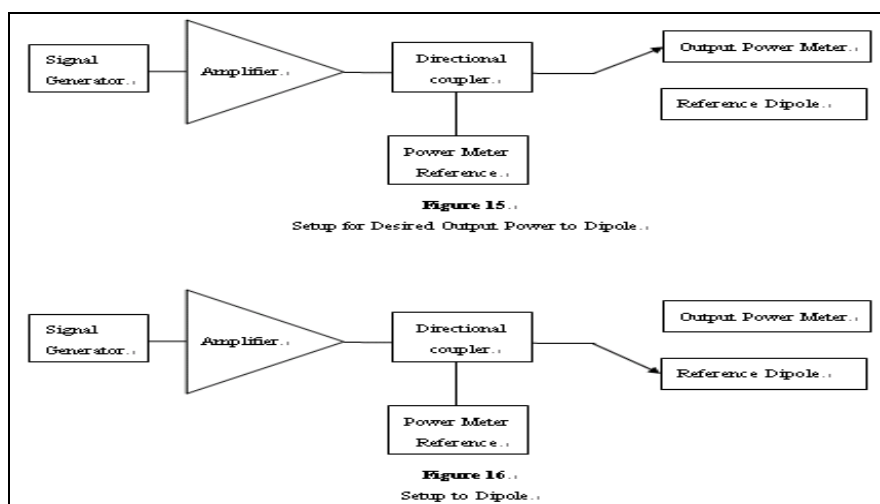 Output Power Meter.
Signal
Generator.
Amplifier.
Directional
coupler.
Reference Dipole.
Power Meter
Reference.
Figure 15.
Setup for Desired Output Power to Dipole.
Output Power Meter.
Signal
Generator.
Amplifier.
Directional
coupler.
Reference Dipole.
Power Meter
Reference.
Figure 16.
Setup to Dipole.